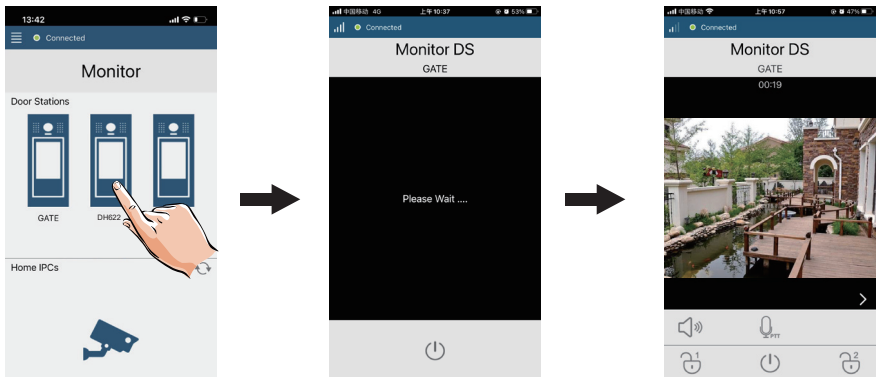 13:42
Connected
Monitor
Door Stations
GATE
DH622
Home IPCs
中国移动 4G 上午10:37 53%
Connected
Monitor DS
GATE
Please Wait ....
中国移动 上午10:57 47%
Connected
Monitor DS
GATE
00:19
PTT
1
2